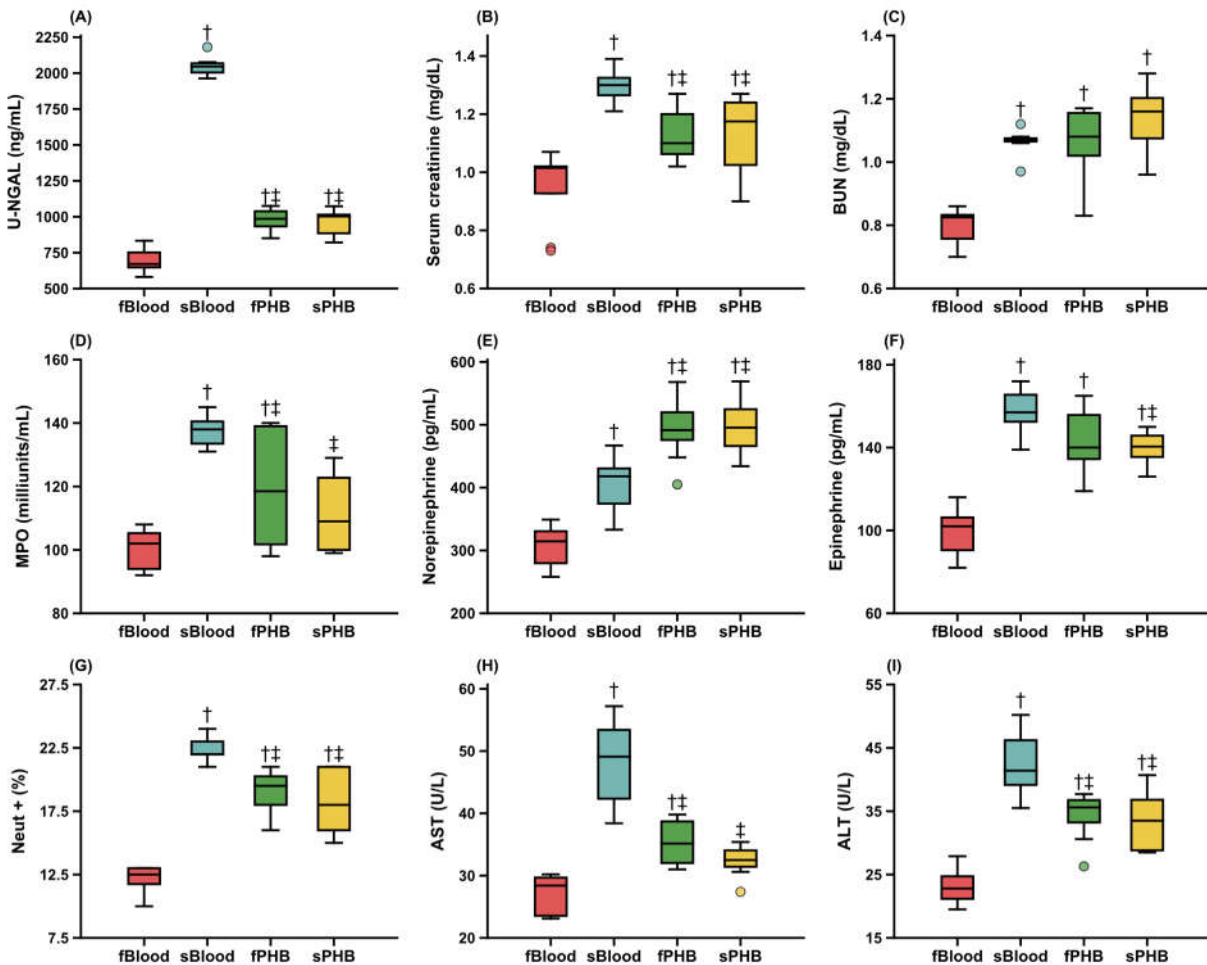 (A)
U-NGAL (ng/mL)
2250
2000
1750
1500
1250
1000
750
500
†
†‡
†‡
fBlood sBlood fPHB sPHB
(B)
Serum creatinine (mg/dL)
1.4
1.2
1.0
0.8
0.6
†
†‡
†‡
fBlood sBlood fPHB sPHB
(C)
BUN (mg/dL)
1.4
1.2
1.0
0.8
0.6
†
†
†
fBlood sBlood fPHB sPHB
(D)
MPO (milliunits/mL)
160
140
120
100
80
†
†‡
‡
fBlood sBlood fPHB sPHB
(E)
Norepinephrine (pg/mL)
600
500
400
300
200
†
†‡
†‡
fBlood sBlood fPHB sPHB
(F)
Epinephrine (pg/mL)
180
140
100
60
†
†
†‡
fBlood sBlood fPHB sPHB
(G)
Neut + (%)
27.5
22.5
17.5
12.5
7.5
†
†‡
†‡
fBlood sBlood fPHB sPHB
(H)
AST (U/L)
60
50
40
30
20
†
†‡
‡
fBlood sBlood fPHB sPHB
(I)
ALT (U/L)
55
45
35
25
15
†
†‡
†‡
fBlood sBlood fPHB sPHB